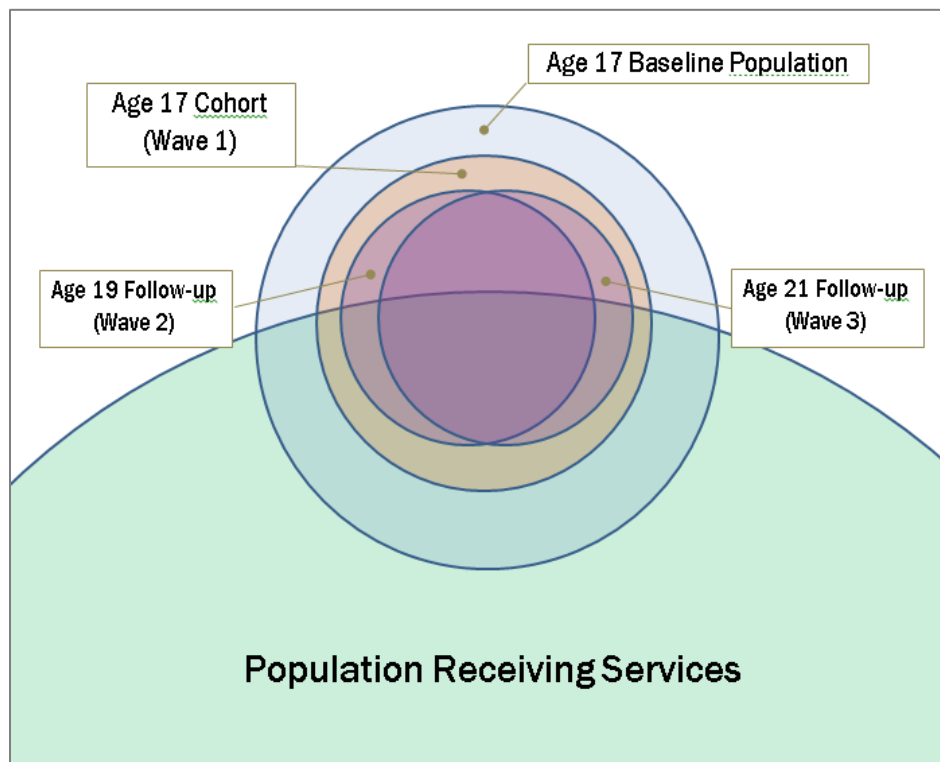 Age 17 Baseline Population
Age 17 Cohort
(Wave 1)
Age 19 Follow-up
(Wave 2)
Age 21 Follow-up
(Wave 3)
Population Receiving Services